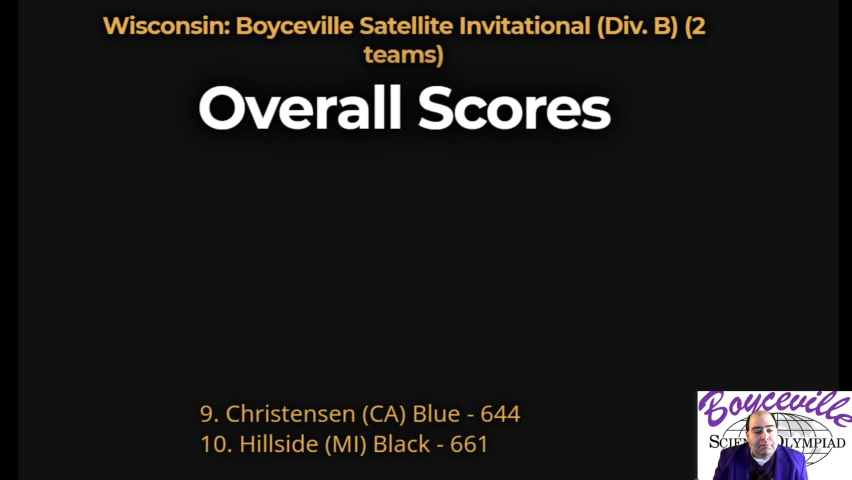 Wisconsin: Boyceville Satellite Invitational (Div. B) (2
teams)
Overall Scores
9. Christensen (CA) Blue - 644
10. Hillside (MI) Black - 661
Boyceville
SCIEN OLYMPIAD